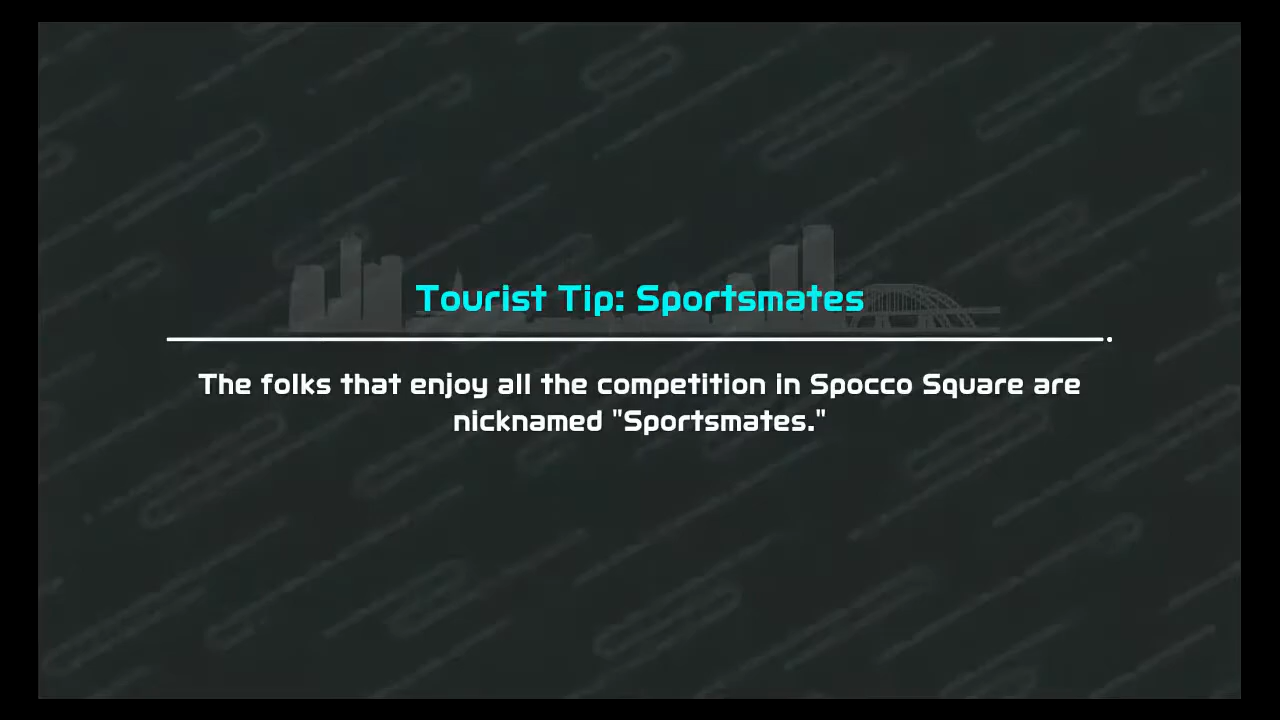 Tourist Tip: Sportsmates
The folks that enjoy all the competition in Spocco Square are
nicknamed "Sportsmates."